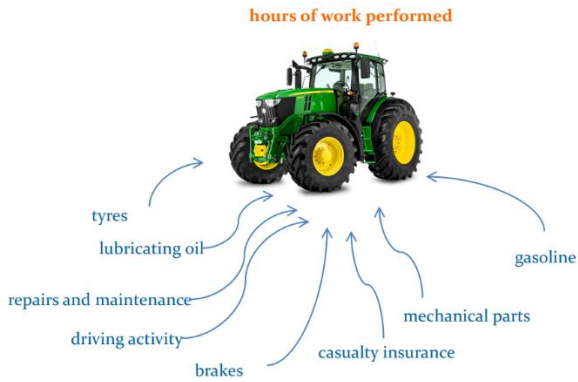 hours of work performed
tyres
lubricating oil
gasoline
repairs and maintenance
mechanical parts
driving activity
casualty insurance
brakes